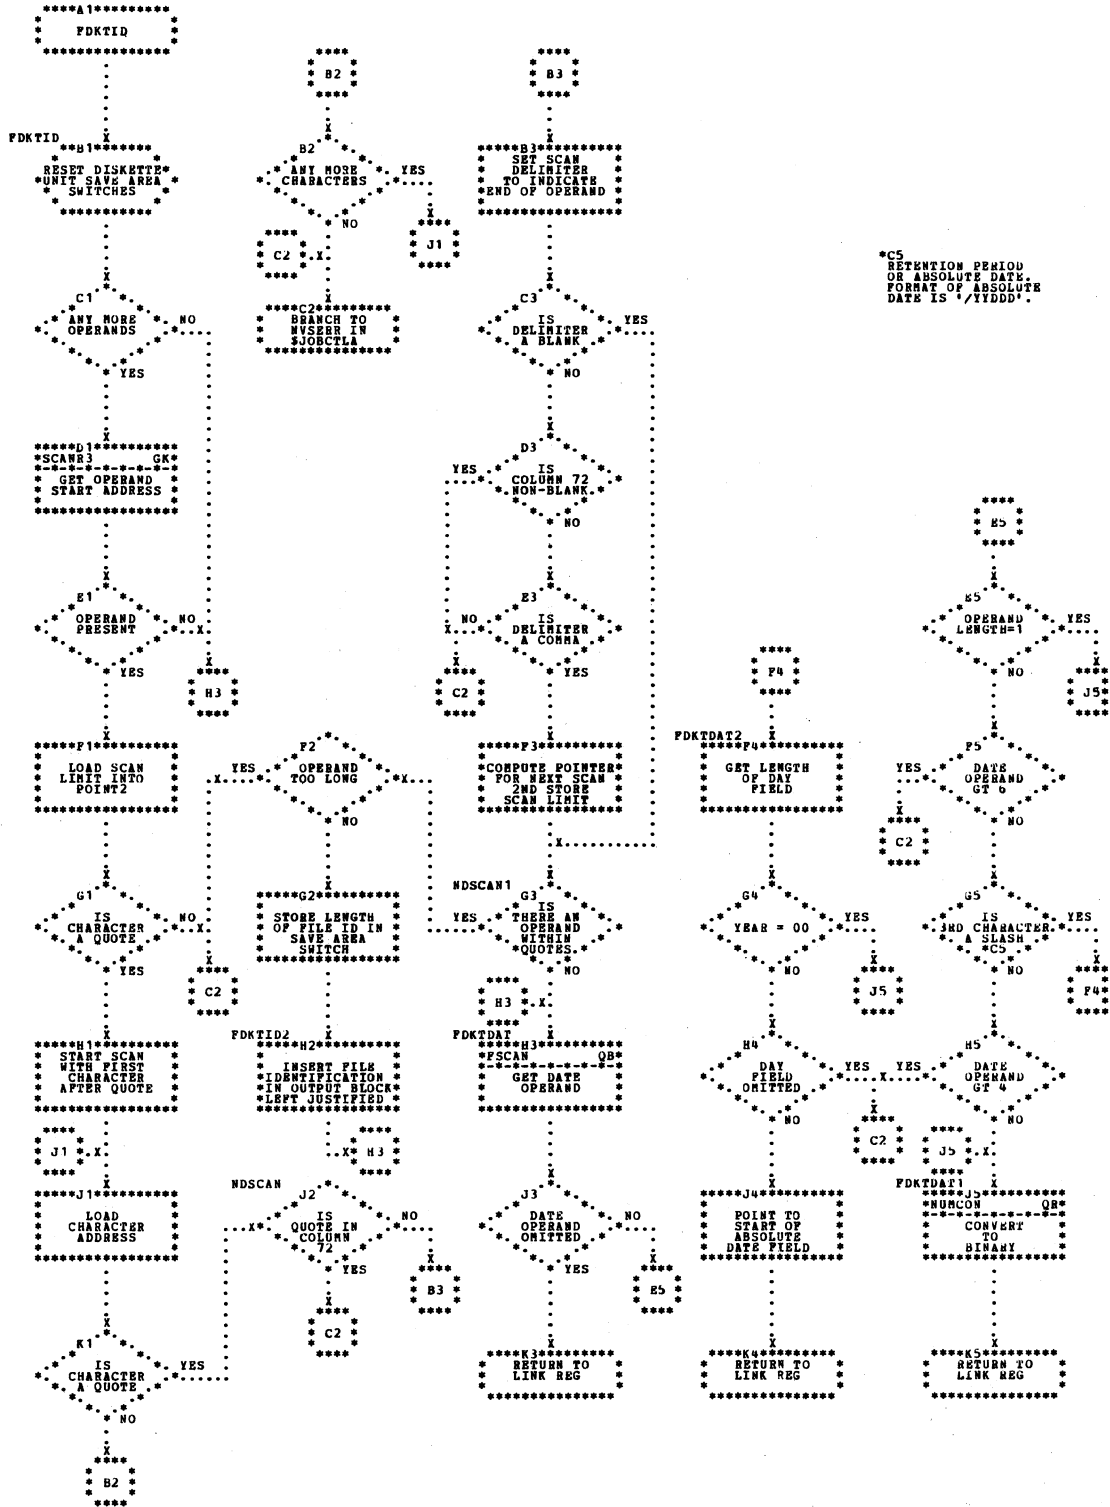 A1
FDKTID
FDKTID
B1
RESET DISKETTE
UNIT SAVE AREA
SWITCHES
C1
ANY MORE
OPERANDS
NO
YES
D1
SCANR3 GK
GET OPERAND
START ADDRESS
E1
OPERAND
PRESENT
NO
YES
H3
F1
LOAD SCAN
LIMIT INTO
POINT2
G1
IS
CHARACTER
A QUOTE
NO
YES
C2
H1
START SCAN
WITH FIRST
CHARACTER
AFTER QUOTE
J1
J1
LOAD
CHARACTER
ADDRESS
K1
IS
CHARACTER
A QUOTE
YES
NO
B2
B2
B2
ANY MORE
CHARACTERS
YES
NO
J1
C2
C2
BRANCH TO
NVSERR IN
$JOBCTLA
F2
OPERAND
TOO LONG
YES
NO
G2
STORE LENGTH
OF FILE ID IN
SAVE AREA
SWITCH
FDKTID2
H2
INSERT FILE
IDENTIFICATION
IN OUTPUT BLOCK
LEFT JUSTIFIED
H3
NDSCAN
J2
IS
QUOTE IN
COLUMN
72
NO
YES
B3
C2
B3
B3
SET SCAN
DELIMITER
TO INDICATE
END OF OPERAND
C3
IS
DELIMITER
A BLANK
YES
NO
D3
IS
COLUMN 72
NON-BLANK
YES
NO
E3
IS
DELIMITER
A COMMA
NO
YES
C2
F3
COMPUTE POINTER
FOR NEXT SCAN
2ND STORE
SCAN LIMIT
NDSCAN1
G3
IS
THERE AN
OPERAND
WITHIN
QUOTES
YES
NO
H3
FDKTDAT
H3
FSCAN QB
GET DATE
OPERAND
J3
DATE
OPERAND
OMITTED
NO
YES
E5
K3
RETURN TO
LINK REG
F4
FDKTDAT2
F4
GET LENGTH
OF DAY
FIELD
G4
YEAR = 00
YES
NO
J5
H4
DAY
FIELD
OMITTED
YES
NO
C2
J4
POINT TO
START OF
ABSOLUTE
DATE FIELD
K4
RETURN TO
LINK REG
*C5
RETENTION PERIOD
OR ABSOLUTE DATE.
FORMAT OF ABSOLUTE
DATE IS '/YYDDD'.
E5
E5
OPERAND
LENGTH=1
YES
NO
J5
F5
DATE
OPERAND
GT 6
YES
NO
C2
G5
IS
3RD CHARACTER
A SLASH
*C5
YES
NO
F4
H5
DATE
OPERAND
GT 4
YES
NO
J5
FDKTDAT1
J5
NUMCON QR
CONVERT
TO
BINARY
K5
RETURN TO
LINK REG